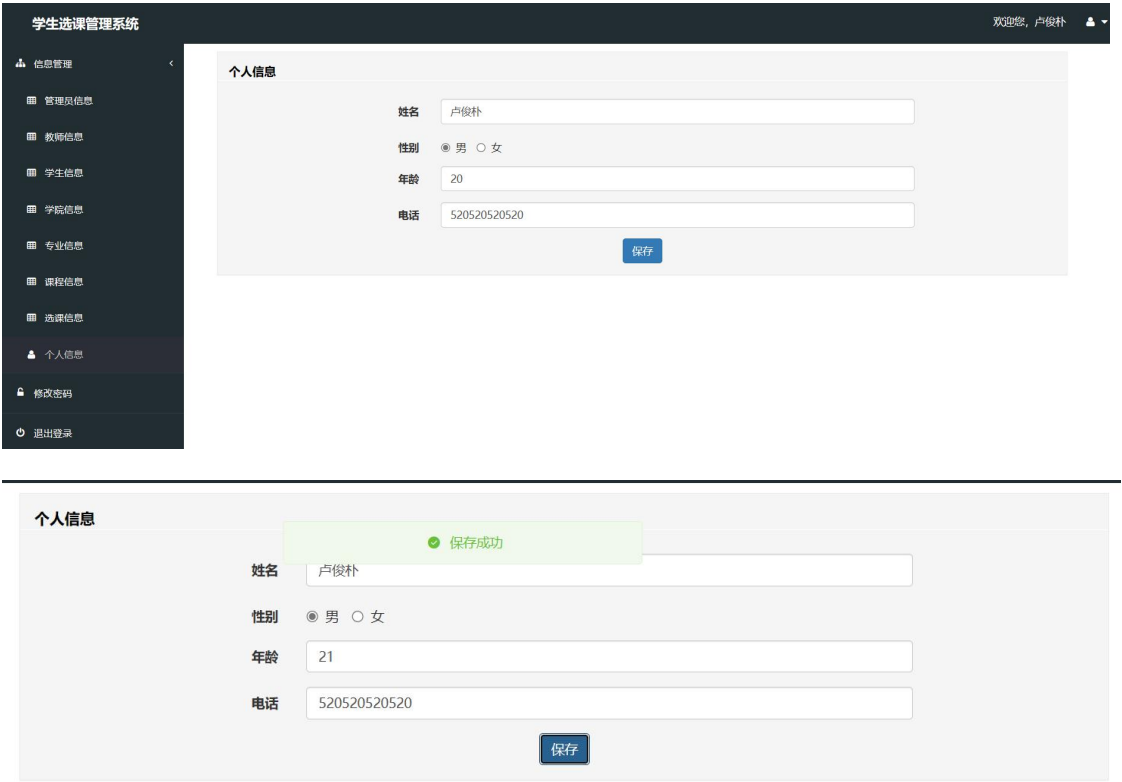 学生选课管理系统
欢迎您，卢俊朴
信息管理
管理员信息
教师信息
学生信息
学院信息
专业信息
课程信息
选课信息
个人信息
修改密码
退出登录
个人信息
姓名 卢俊朴
性别 男 女
年龄 20
电话 520520520520
保存
个人信息
保存成功
姓名 卢俊朴
性别 男 女
年龄 21
电话 520520520520
保存